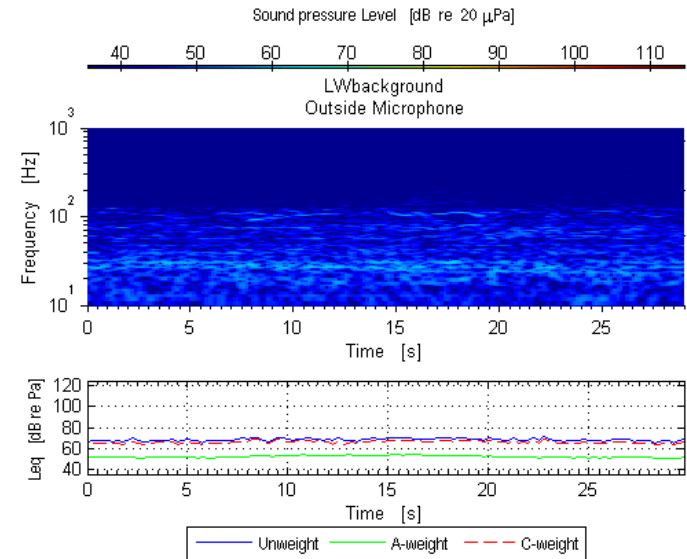 Sound pressure Level [dB re 20 µPa]
40 50 60 70 80 90 100 110
LWbackground
Outside Microphone
10^3
10^2
10^1
Frequency [Hz]
0 5 10 15 20 25
Time [s]
120
100
80
60
40
Leq [dB re Pa]
0 5 10 15 20 25
Time [s]
Unweight A-weight C-weight